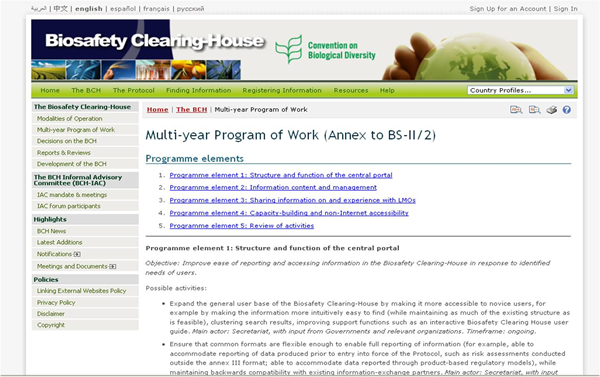 العربية | 中文 | english | español | français | русский
Sign Up for an Account | Sign In
Biosafety Clearing-House
Convention on
Biological Diversity
Home The BCH The Protocol Finding Information Registering Information Resources Help Country Profiles...
The Biosafety Clearing-House
Modalities of Operation
Multi-year Program of Work
Decisions on the BCH
Reports & Reviews
Development of the BCH
The BCH Informal Advisory
Committee (BCH-IAC)
IAC mandate & meetings
IAC forum participants
Highlights
BCH News
Latest Additions
Notifications
Meetings and Documents
Policies
Linking External Websites Policy
Privacy Policy
Disclaimer
Copyright
Home | The BCH | Multi-year Program of Work
Multi-year Program of Work (Annex to BS-II/2)
Programme elements
1. Programme element 1: Structure and function of the central portal
2. Programme element 2: Information content and management
3. Programme element 3: Sharing information on and experience with LMOs
4. Programme element 4: Capacity-building and non-Internet accessibility
5. Programme element 5: Review of activities
Programme element 1: Structure and function of the central portal
Objective: Improve ease of reporting and accessing information in the Biosafety Clearing-House in response to identified
needs of users.
Possible activities:
• Expand the general user base of the Biosafety Clearing-House by making it more accessible to novice users, for
example by making the information more intuitively easy to find (while maintaining as much of the existing structure as
is feasible), clustering search results, improving support functions such as an interactive Biosafety Clearing House user
guide. Main actor: Secretariat, with input from Governments and relevant organizations. Timeframe: ongoing.
• Ensure that common formats are flexible enough to enable full reporting of information (for example, able to
accommodate reporting of data produced prior to entry into force of the Protocol, such as risk assessments conducted
outside the annex III format; able to accommodate data reported through product-based regulatory models), while
maintaining backwards compatibility with existing information-exchange partners. Main actor: Secretariat, with input